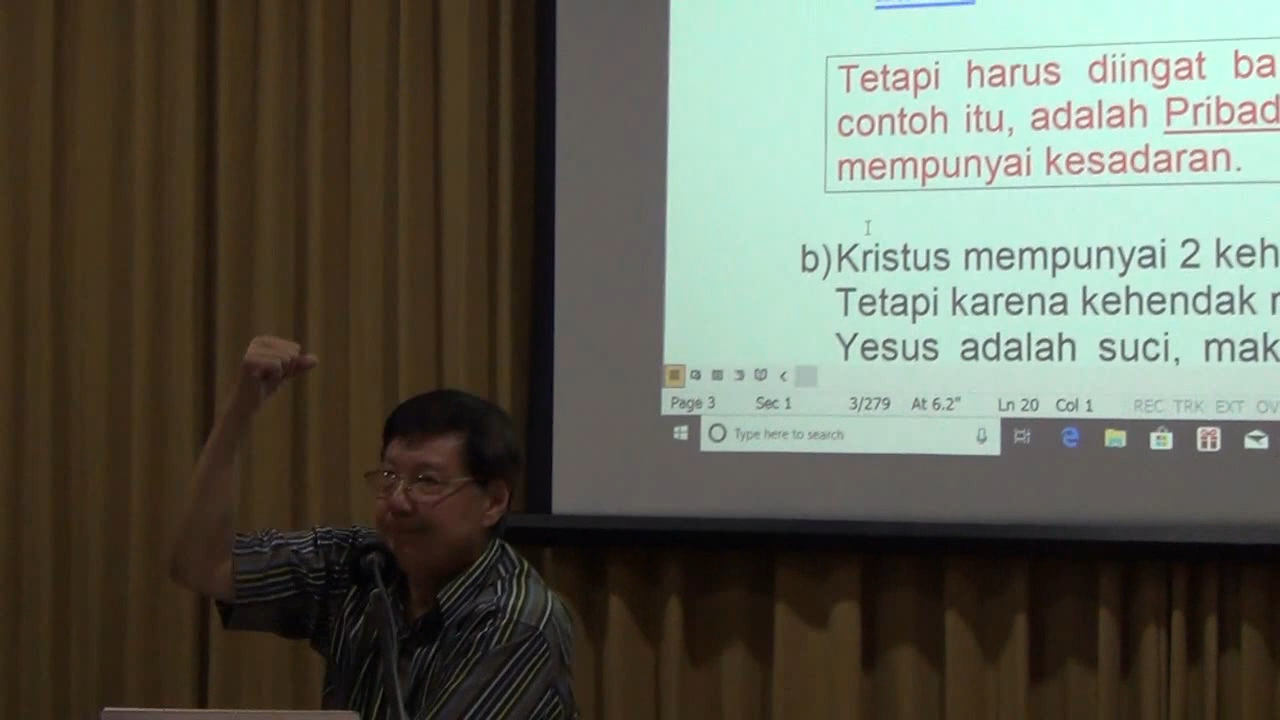 Tetapi harus diingat ba
contoh itu, adalah Pribad
mempunyai kesadaran.
b) Kristus mempunyai 2 keh
Tetapi karena kehendak
Yesus adalah suci, mak
Page 3 Sec 1 3/279 At 6.2" Ln 20 Col 1 REC TRK EXT OV
Type here to search